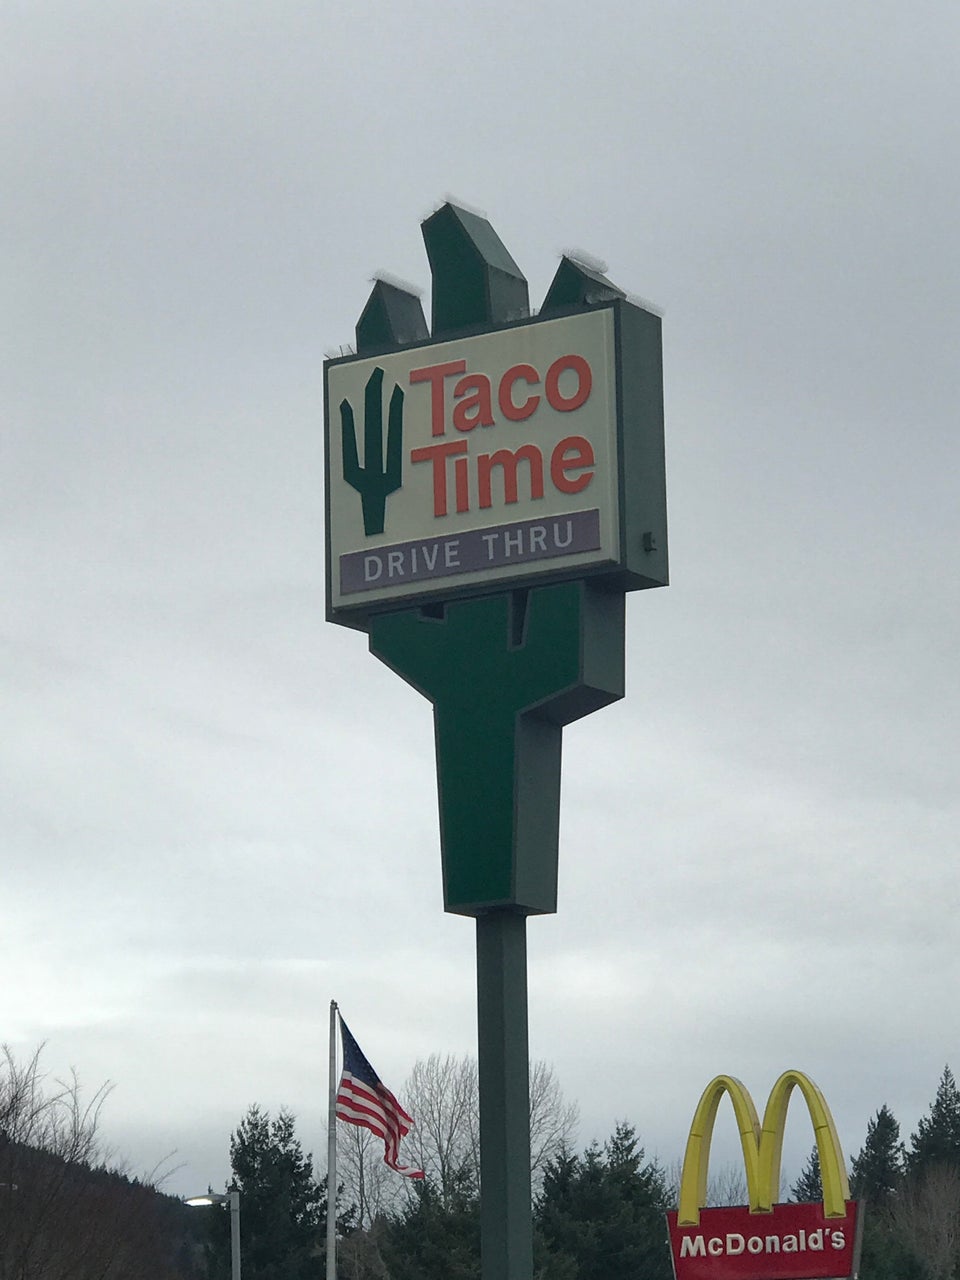 Taco
Time
DRIVE THRU
McDonald's